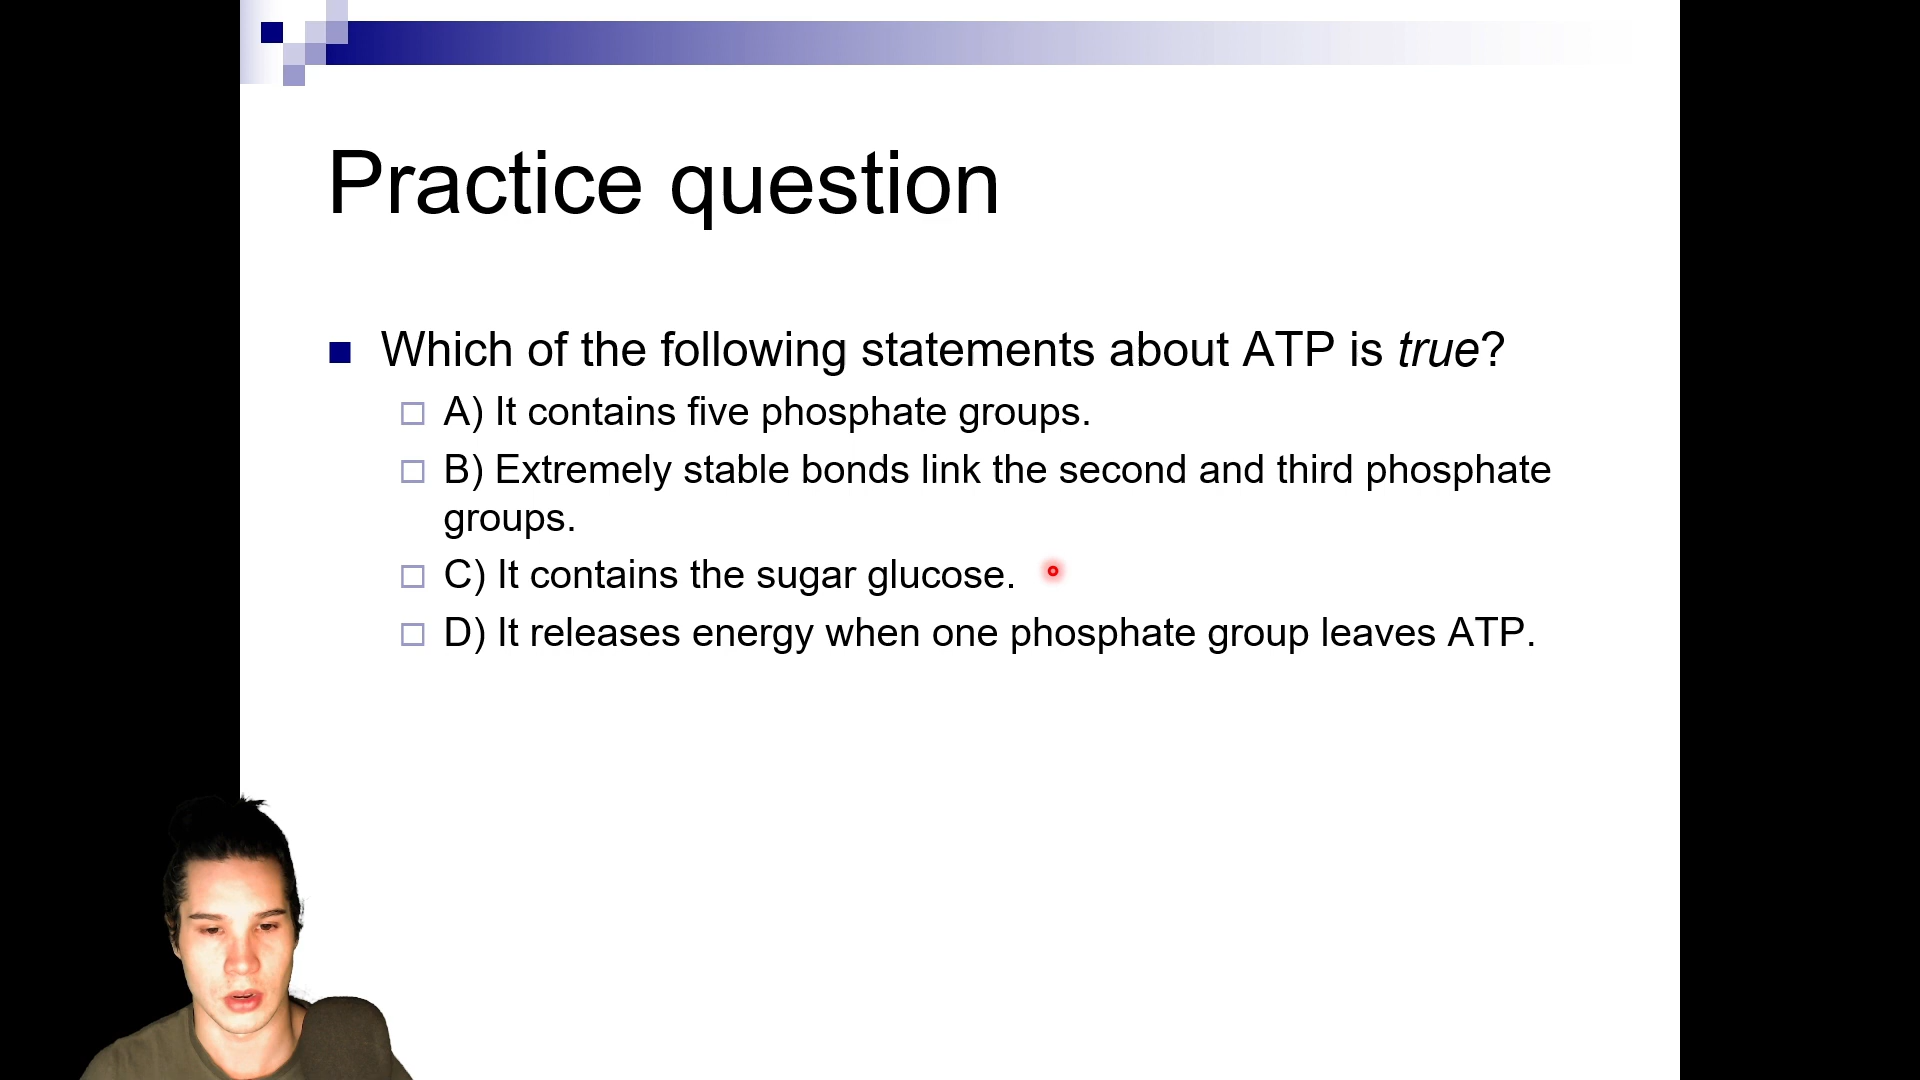 Practice question
Which of the following statements about ATP is true?
A) It contains five phosphate groups.
B) Extremely stable bonds link the second and third phosphate
groups.
C) It contains the sugar glucose.
D) It releases energy when one phosphate group leaves ATP.